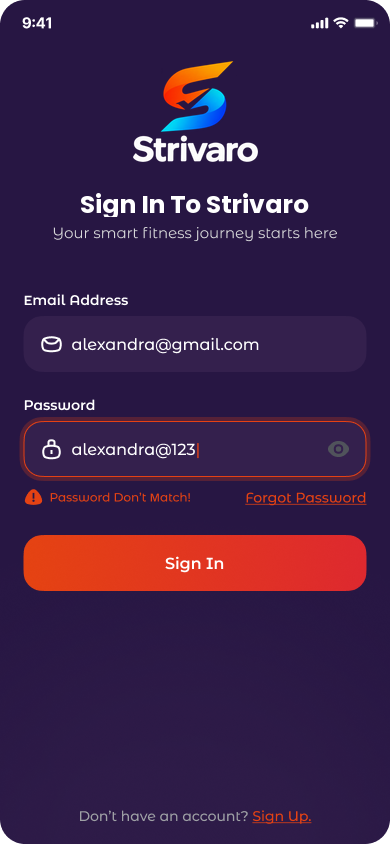 9:41
Strivaro
Sign In To Strivaro
Your smart fitness journey starts here
Email Address
alexandra@gmail.com
Password
alexandra@123
Password Don't Match! Forgot Password
Sign In
Don't have an account? Sign Up.